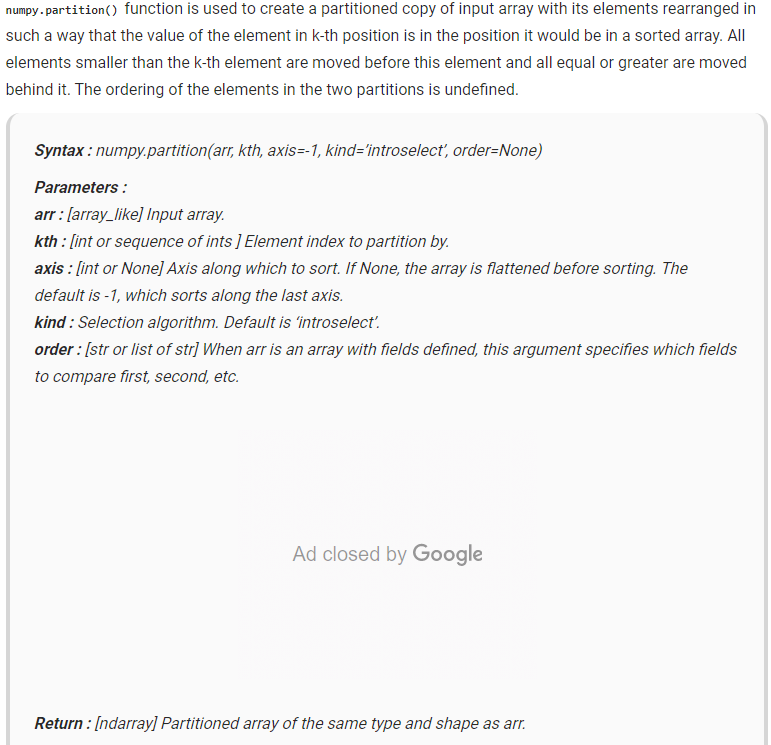 numpy.partition() function is used to create a partitioned copy of input array with its elements rearranged in
such a way that the value of the element in k-th position is in the position it would be in a sorted array. All
elements smaller than the k-th element are moved before this element and all equal or greater are moved
behind it. The ordering of the elements in the two partitions is undefined.
Syntax : numpy.partition(arr, kth, axis=-1, kind=’introselect’, order=None)
Parameters :
arr : [array_like] Input array.
kth : [int or sequence of ints ] Element index to partition by.
axis : [int or None] Axis along which to sort. If None, the array is flattened before sorting. The
default is -1, which sorts along the last axis.
kind : Selection algorithm. Default is ‘introselect’.
order : [str or list of str] When arr is an array with fields defined, this argument specifies which fields
to compare first, second, etc.
Ad closed by Google
Return : [ndarray] Partitioned array of the same type and shape as arr.